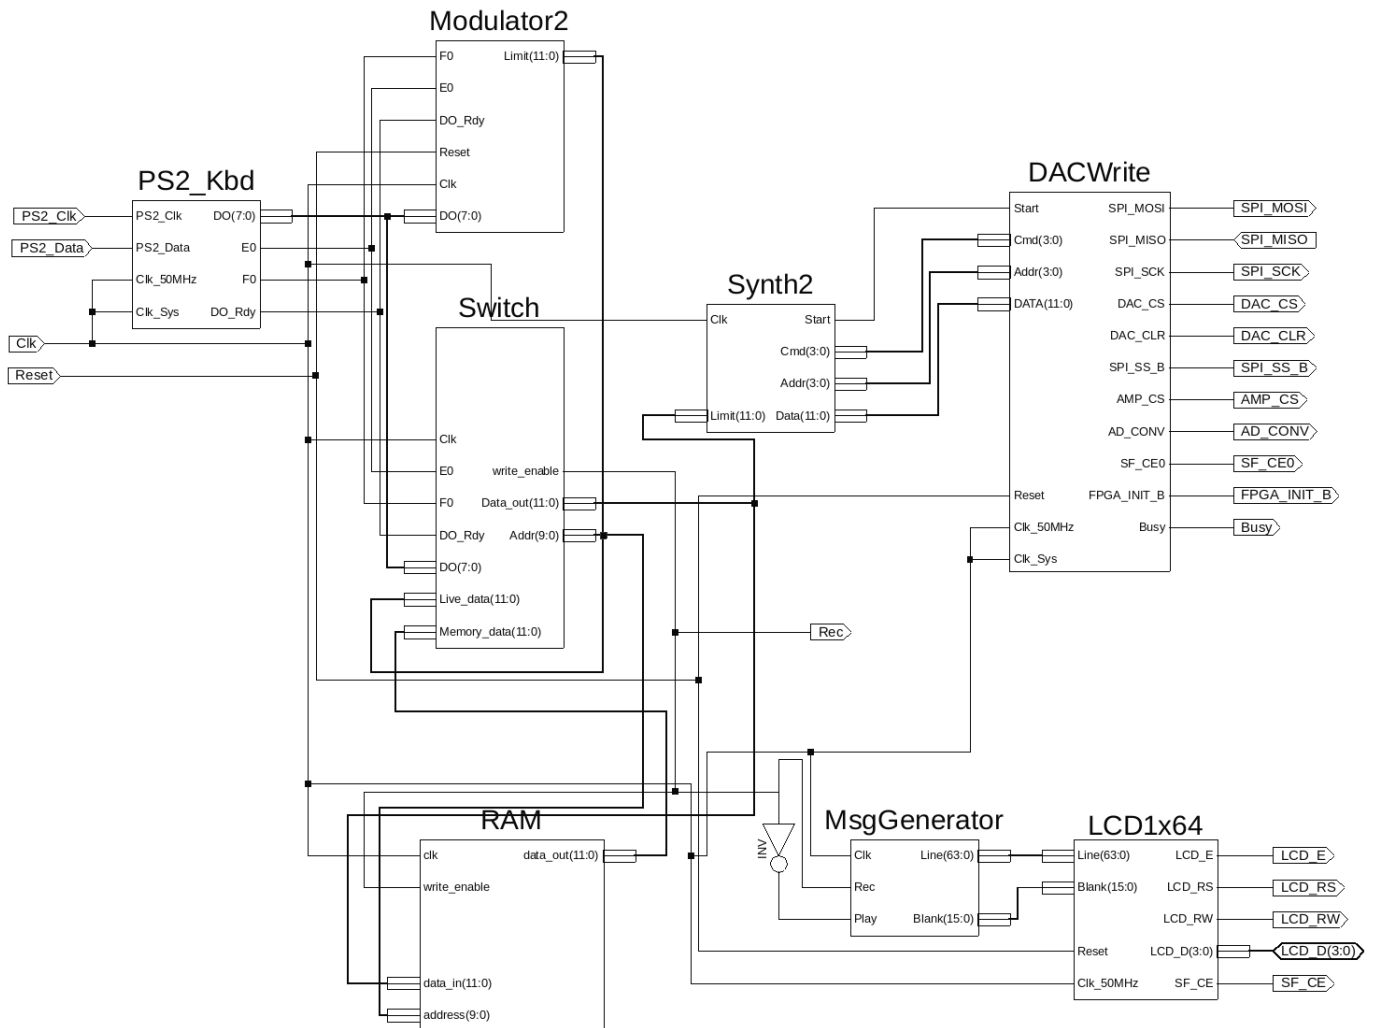 Modulator2
F0
Limit(11:0)
E0
DO_Rdy
Reset
Clk
DO(7:0)
PS2_Kbd
PS2_Clk
PS2_Data
Clk
Reset
PS2_Clk
DO(7:0)
PS2_Data
E0
Clk_50MHz
F0
Clk_Sys
DO_Rdy
Switch
Clk
E0
write_enable
F0
Data_out(11:0)
DO_Rdy
Addr(9:0)
DO(7:0)
Live_data(11:0)
Memory_data(11:0)
Synth2
Clk
Start
Cmd(3:0)
Addr(3:0)
Limit(11:0)
Data(11:0)
DACWrite
Start
SPI_MOSI
Cmd(3:0)
SPI_MISO
Addr(3:0)
SPI_SCK
DATA(11:0)
DAC_CS
DAC_CLR
SPI_SS_B
AMP_CS
AD_CONV
SF_CE0
Reset
FPGA_INIT_B
Clk_50MHz
Busy
Clk_Sys
SPI_MOSI
SPI_MISO
SPI_SCK
DAC_CS
DAC_CLR
SPI_SS_B
AMP_CS
AD_CONV
SF_CE0
FPGA_INIT_B
Busy
Rec
RAM
clk
data_out(11:0)
write_enable
data_in(11:0)
address(9:0)
INV
MsgGenerator
Clk
Line(63:0)
Rec
Play
Blank(15:0)
LCD1x64
Line(63:0)
LCD_E
Blank(15:0)
LCD_RS
LCD_RW
Reset
LCD_D(3:0)
Clk_50MHz
SF_CE
LCD_E
LCD_RS
LCD_RW
LCD_D(3:0)
SF_CE